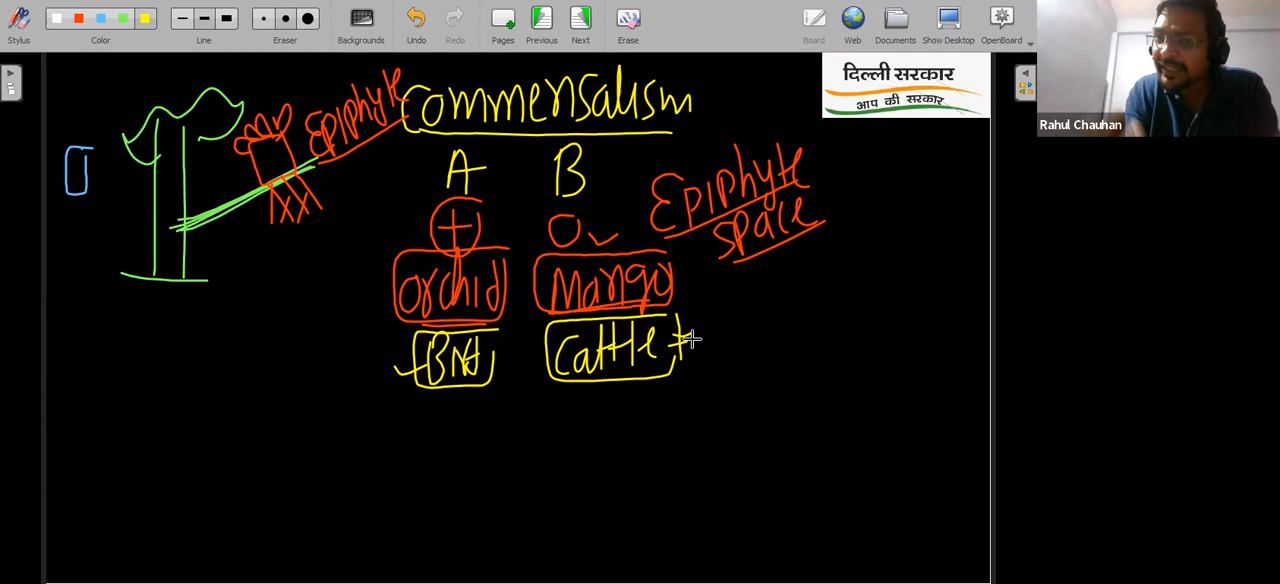 Stylus
Color
Line
Eraser
Backgrounds
Undo
Redo
Pages
Previous
Next
Erase
Board
Web
Documents
Show Desktop
OpenBoard
दिल्ली सरकार
आप की सरकार
Rahul Chauhan
Commensalism
Epiphyte
A B
+ O
Epiphyte
space
Orchid Mango
Cattle